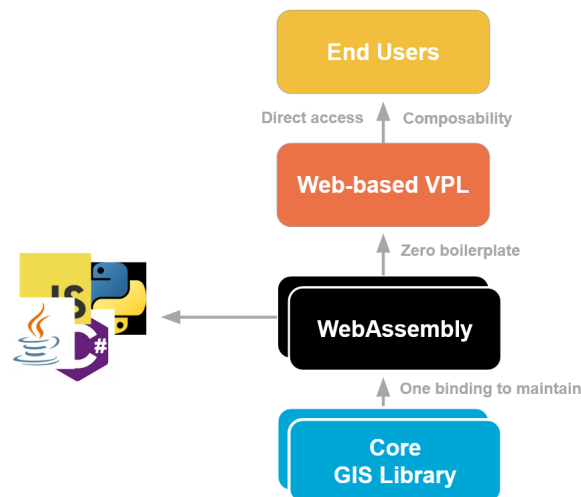 End Users
Direct access
Composability
Web-based VPL
Zero boilerplate
JS
C#
WebAssembly
One binding to maintain
Core
GIS Library